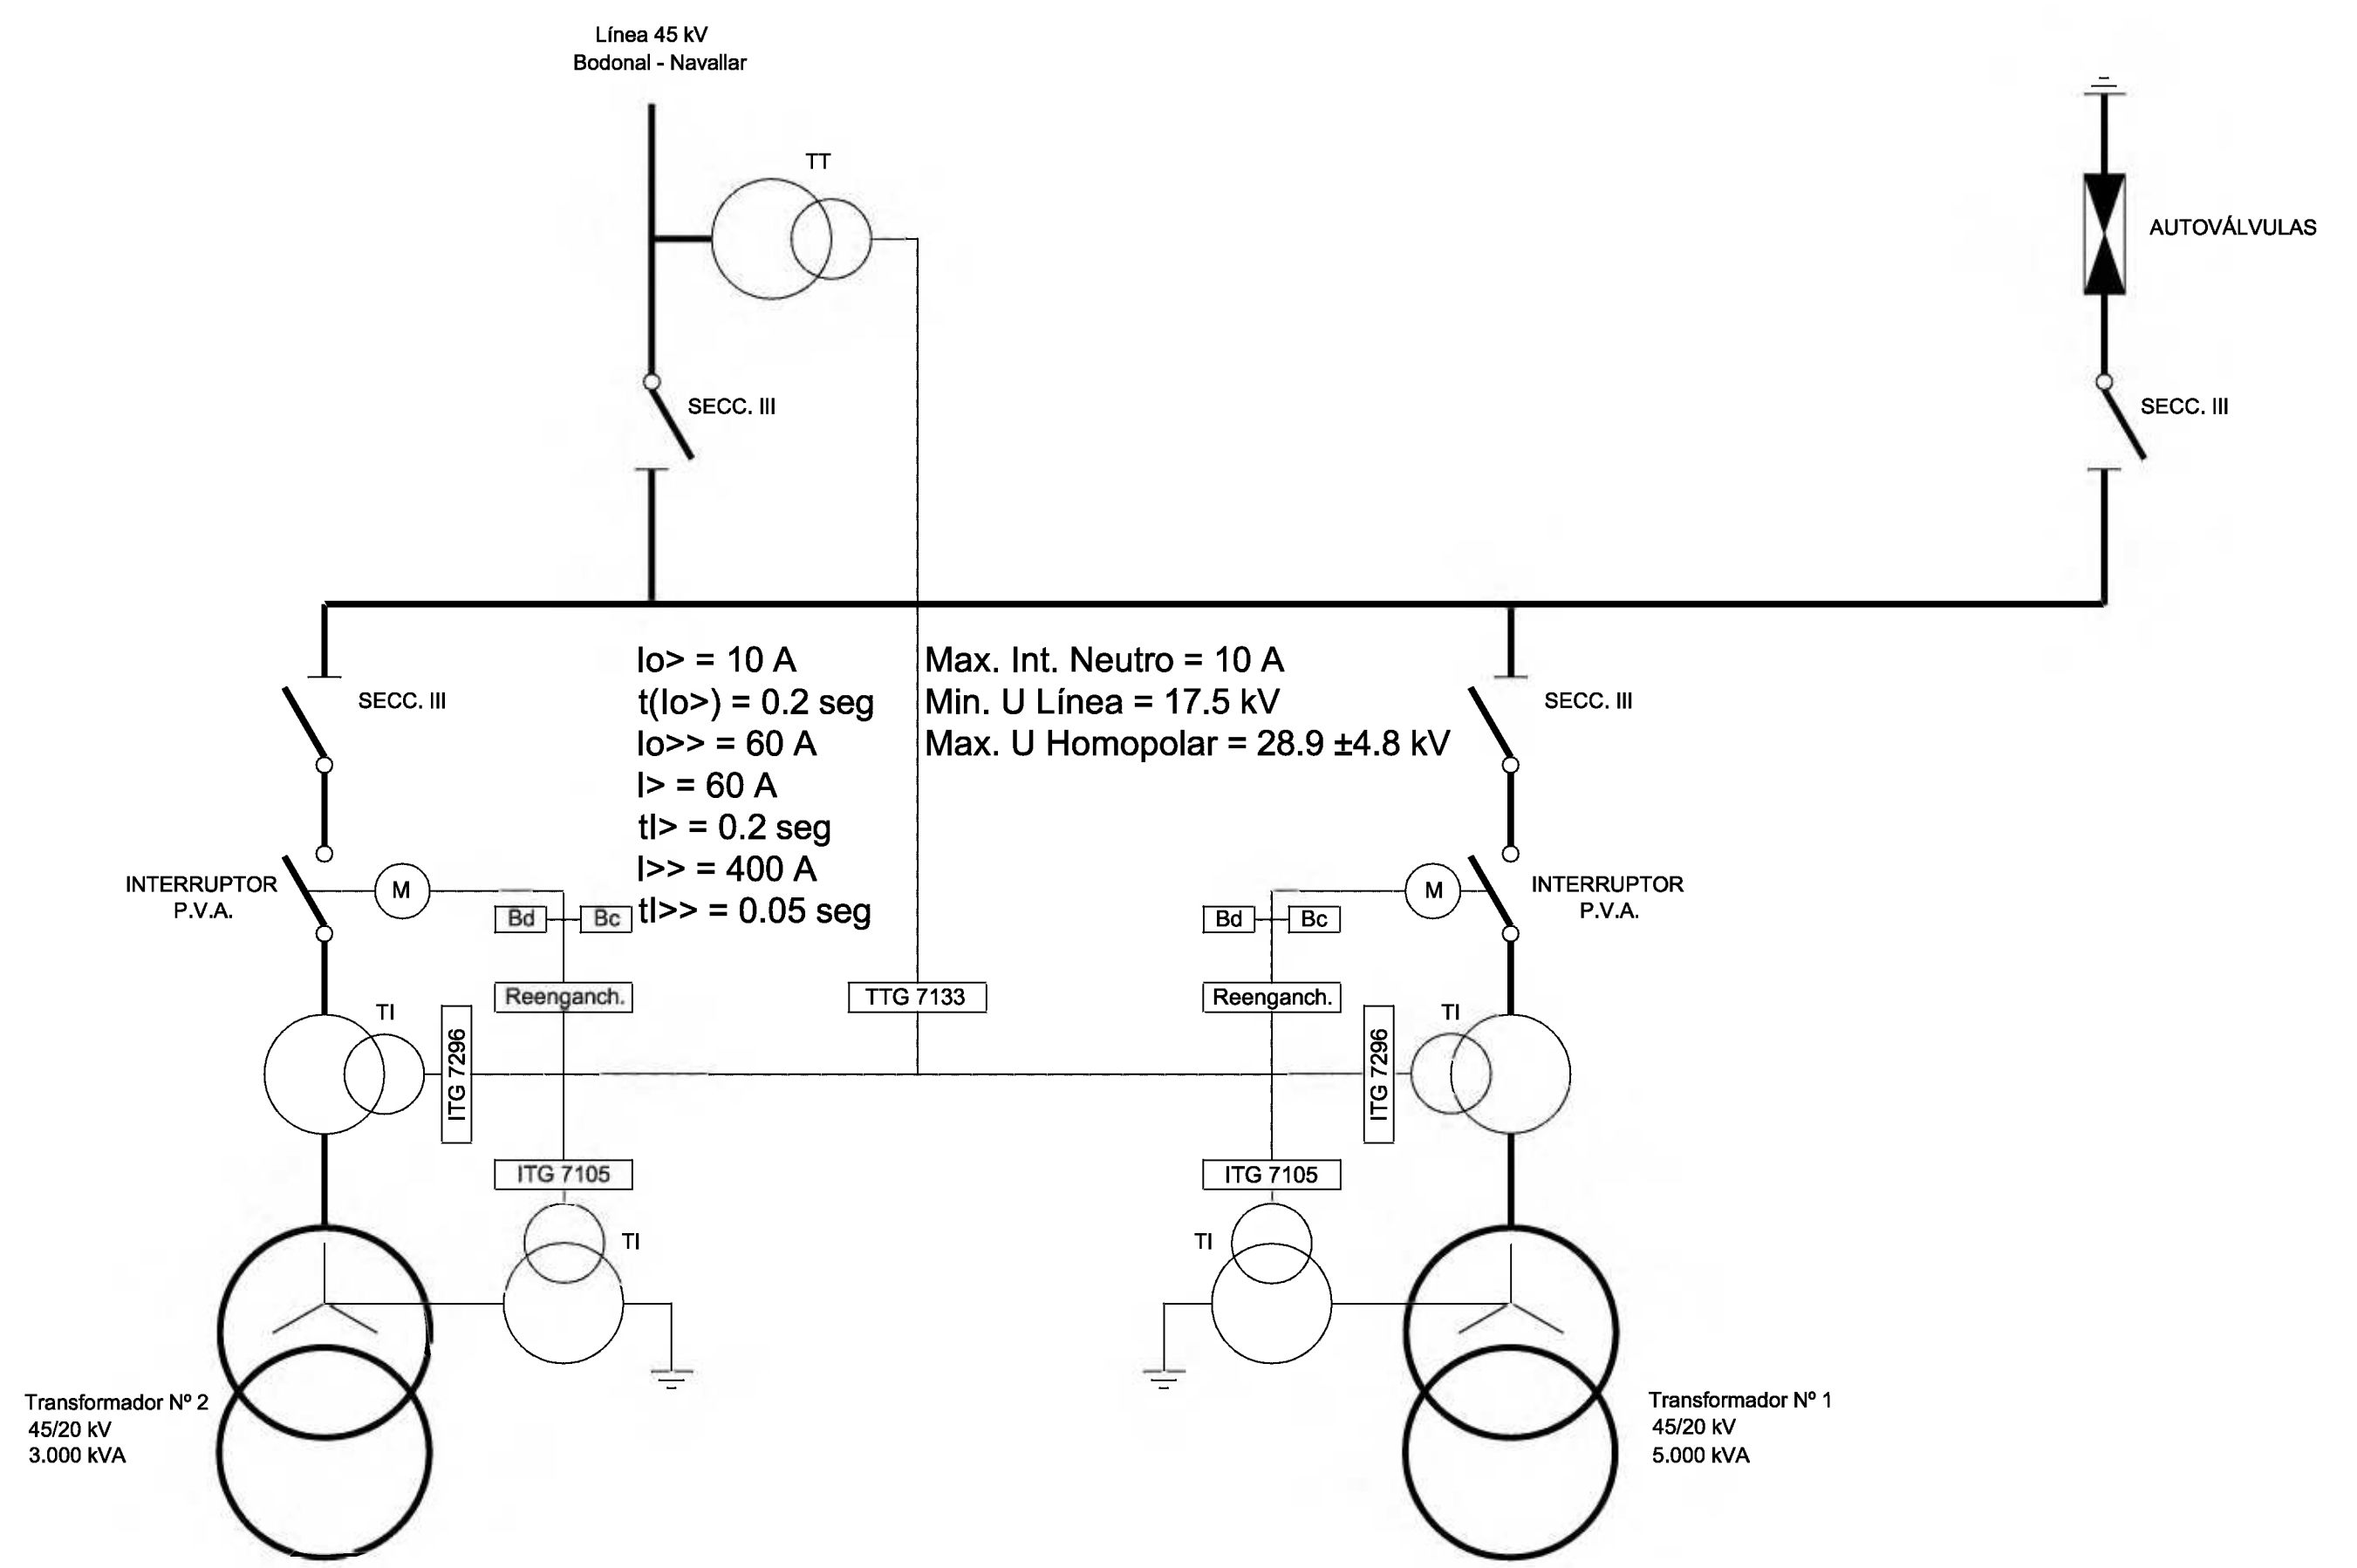 Línea 45 kV
Bodonal - Navallar
TT
AUTOVÁLVULAS
SECC. III
SECC. III
Io> = 10 A
t(Io>) = 0.2 seg
Io>> = 60 A
I> = 60 A
tI> = 0.2 seg
I>> = 400 A
tI>> = 0.05 seg
Max. Int. Neutro = 10 A
Min. U Línea = 17.5 kV
Max. U Homopolar = 28.9 ±4.8 kV
SECC. III
SECC. III
INTERRUPTOR
P.V.A.
M
Bd
Bc
Bd
Bc
M
INTERRUPTOR
P.V.A.
Reenganch.
TTG 7133
Reenganch.
TI
ITG 7296
ITG 7296
TI
ITG 7105
ITG 7105
TI
TI
Transformador Nº 2
45/20 kV
3.000 kVA
Transformador Nº 1
45/20 kV
5.000 kVA